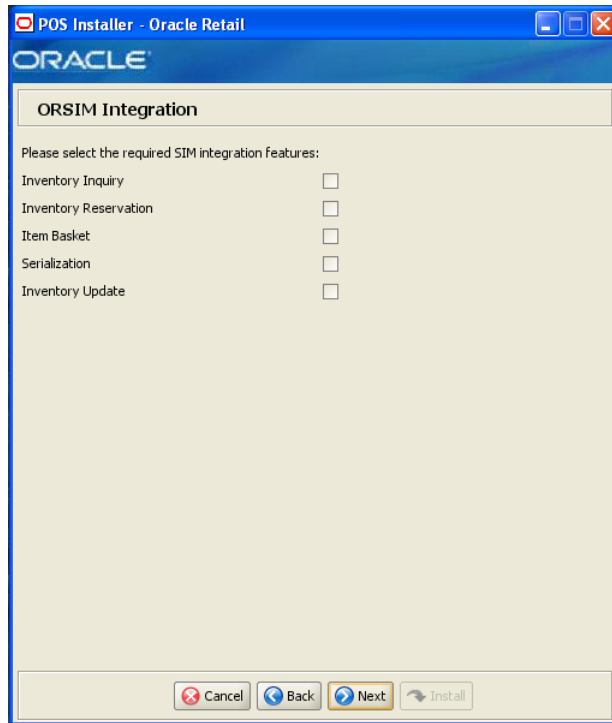 POS Installer - Oracle Retail
ORACLE
ORSIM Integration
Please select the required SIM integration features:
Inventory Inquiry
Inventory Reservation
Item Basket
Serialization
Inventory Update
Cancel Back Next Install